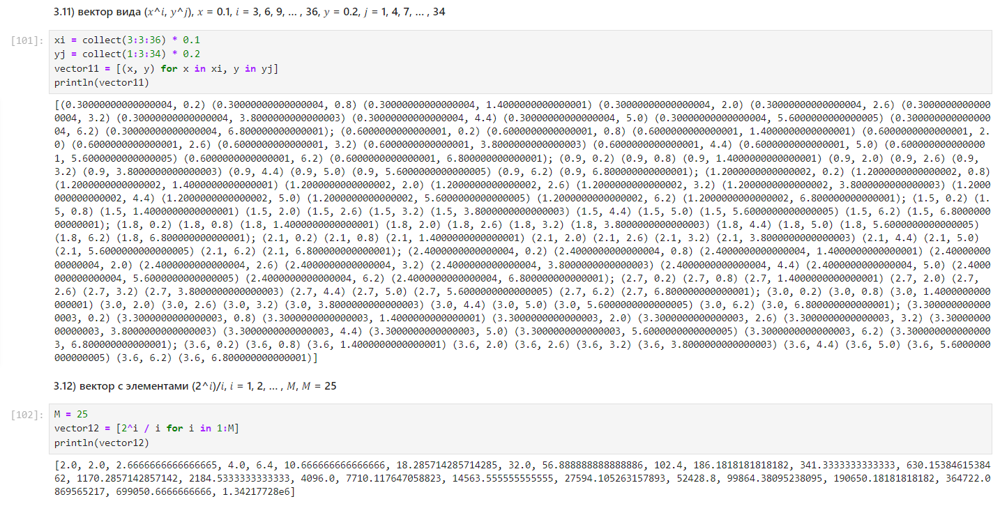 3.11) вектор вида (x^i, y^j), x = 0.1, i = 3, 6, 9, … , 36, y = 0.2, j = 1, 4, 7, … , 34
[101]:
xi = collect(3:3:36) * 0.1
yj = collect(1:3:34) * 0.2
vector11 = [(x, y) for x in xi, y in yj]
println(vector11)
[(0.30000000000000004, 0.2) (0.30000000000000004, 0.8) (0.30000000000000004, 1.4000000000000001) (0.30000000000000004, 2.0) (0.30000000000000004, 2.6) (0.3000000000000
0004, 3.2) (0.30000000000000004, 3.8000000000000003) (0.30000000000000004, 4.4) (0.30000000000000004, 5.0) (0.30000000000000004, 5.6000000000000005) (0.300000000000000
04, 6.2) (0.30000000000000004, 6.800000000000001); (0.6000000000000001, 0.2) (0.6000000000000001, 0.8) (0.6000000000000001, 1.4000000000000001) (0.6000000000000001, 2.
0) (0.6000000000000001, 2.6) (0.6000000000000001, 3.2) (0.6000000000000001, 3.8000000000000003) (0.6000000000000001, 4.4) (0.6000000000000001, 5.0) (0.600000000000000
1, 5.6000000000000005) (0.6000000000000001, 6.2) (0.6000000000000001, 6.800000000000001); (0.9, 0.2) (0.9, 0.8) (0.9, 1.4000000000000001) (0.9, 2.0) (0.9, 2.6) (0.9,
3.2) (0.9, 3.8000000000000003) (0.9, 4.4) (0.9, 5.0) (0.9, 5.6000000000000005) (0.9, 6.2) (0.9, 6.800000000000001); (1.2000000000000002, 0.2) (1.2000000000000002, 0.8)
(1.2000000000000002, 1.4000000000000001) (1.2000000000000002, 2.0) (1.2000000000000002, 2.6) (1.2000000000000002, 3.2) (1.2000000000000002, 3.8000000000000003) (1.2000
000000000002, 4.4) (1.2000000000000002, 5.0) (1.2000000000000002, 5.6000000000000005) (1.2000000000000002, 6.2) (1.2000000000000002, 6.800000000000001); (1.5, 0.2) (1.
5, 0.8) (1.5, 1.4000000000000001) (1.5, 2.0) (1.5, 2.6) (1.5, 3.2) (1.5, 3.8000000000000003) (1.5, 4.4) (1.5, 5.0) (1.5, 5.6000000000000005) (1.5, 6.2) (1.5, 6.8000000
00000001); (1.8, 0.2) (1.8, 0.8) (1.8, 1.4000000000000001) (1.8, 2.0) (1.8, 2.6) (1.8, 3.2) (1.8, 3.8000000000000003) (1.8, 4.4) (1.8, 5.0) (1.8, 5.6000000000000005)
(1.8, 6.2) (1.8, 6.800000000000001); (2.1, 0.2) (2.1, 0.8) (2.1, 1.4000000000000001) (2.1, 2.0) (2.1, 2.6) (2.1, 3.2) (2.1, 3.8000000000000003) (2.1, 4.4) (2.1, 5.0)
(2.1, 5.6000000000000005) (2.1, 6.2) (2.1, 6.800000000000001); (2.4000000000000004, 0.2) (2.4000000000000004, 0.8) (2.4000000000000004, 1.4000000000000001) (2.40000000
00000004, 2.0) (2.4000000000000004, 2.6) (2.4000000000000004, 3.2) (2.4000000000000004, 3.8000000000000003) (2.4000000000000004, 4.4) (2.4000000000000004, 5.0) (2.4000
000000000004, 5.6000000000000005) (2.4000000000000004, 6.2) (2.4000000000000004, 6.800000000000001); (2.7, 0.2) (2.7, 0.8) (2.7, 1.4000000000000001) (2.7, 2.0) (2.7,
2.6) (2.7, 3.2) (2.7, 3.8000000000000003) (2.7, 4.4) (2.7, 5.0) (2.7, 5.6000000000000005) (2.7, 6.2) (2.7, 6.800000000000001); (3.0, 0.2) (3.0, 0.8) (3.0, 1.4000000000
000001) (3.0, 2.0) (3.0, 2.6) (3.0, 3.2) (3.0, 3.8000000000000003) (3.0, 4.4) (3.0, 5.0) (3.0, 5.6000000000000005) (3.0, 6.2) (3.0, 6.800000000000001); (3.300000000000
0003, 0.2) (3.3000000000000003, 0.8) (3.3000000000000003, 1.4000000000000001) (3.3000000000000003, 2.0) (3.3000000000000003, 2.6) (3.3000000000000003, 3.2) (3.30000000
00000003, 3.8000000000000003) (3.3000000000000003, 4.4) (3.3000000000000003, 5.0) (3.3000000000000003, 5.6000000000000005) (3.3000000000000003, 6.2) (3.300000000000000
3, 6.800000000000001); (3.6, 0.2) (3.6, 0.8) (3.6, 1.4000000000000001) (3.6, 2.0) (3.6, 2.6) (3.6, 3.2) (3.6, 3.8000000000000003) (3.6, 4.4) (3.6, 5.0) (3.6, 5.6000000
000000005) (3.6, 6.2) (3.6, 6.800000000000001)]
3.12) вектор с элементами (2^i)/i, i = 1, 2, … , M, M = 25
[102]:
M = 25
vector12 = [2^i / i for i in 1:M]
println(vector12)
[2.0, 2.0, 2.6666666666666665, 4.0, 6.4, 10.666666666666666, 18.285714285714285, 32.0, 56.888888888888886, 102.4, 186.1818181818182, 341.3333333333333, 630.15384615384
62, 1170.2857142857142, 2184.5333333333333, 4096.0, 7710.117647058823, 14563.555555555555, 27594.105263157893, 52428.8, 99864.38095238095, 190650.18181818182, 364722.0
869565217, 699050.6666666666, 1.34217728e6]